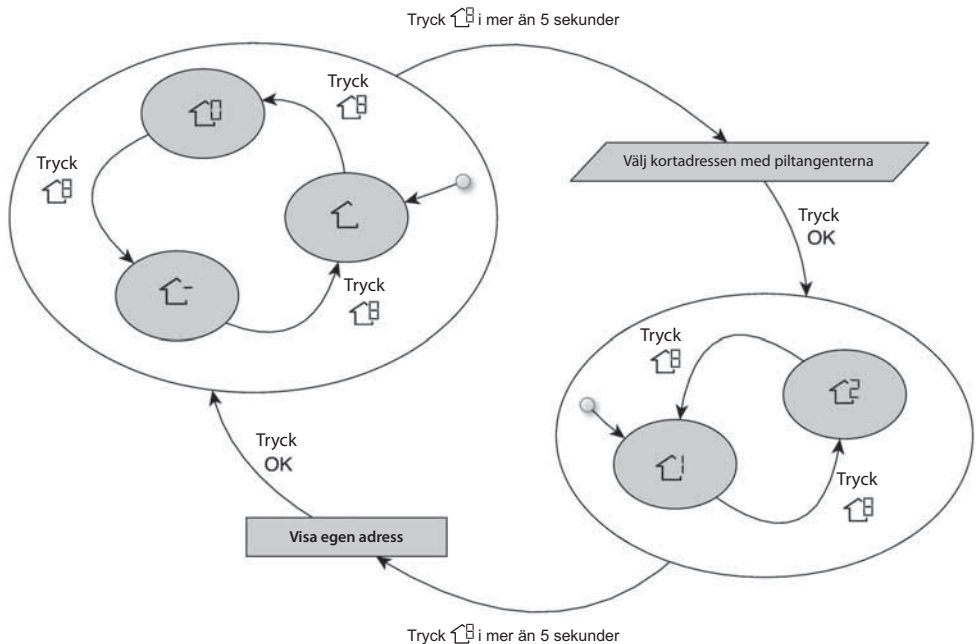 Tryck i mer än 5 sekunder
Tryck
Tryck
Välj kortadressen med piltangenterna
Tryck
OK
Tryck
Tryck
Tryck
OK
Tryck
Visa egen adress
Tryck i mer än 5 sekunder